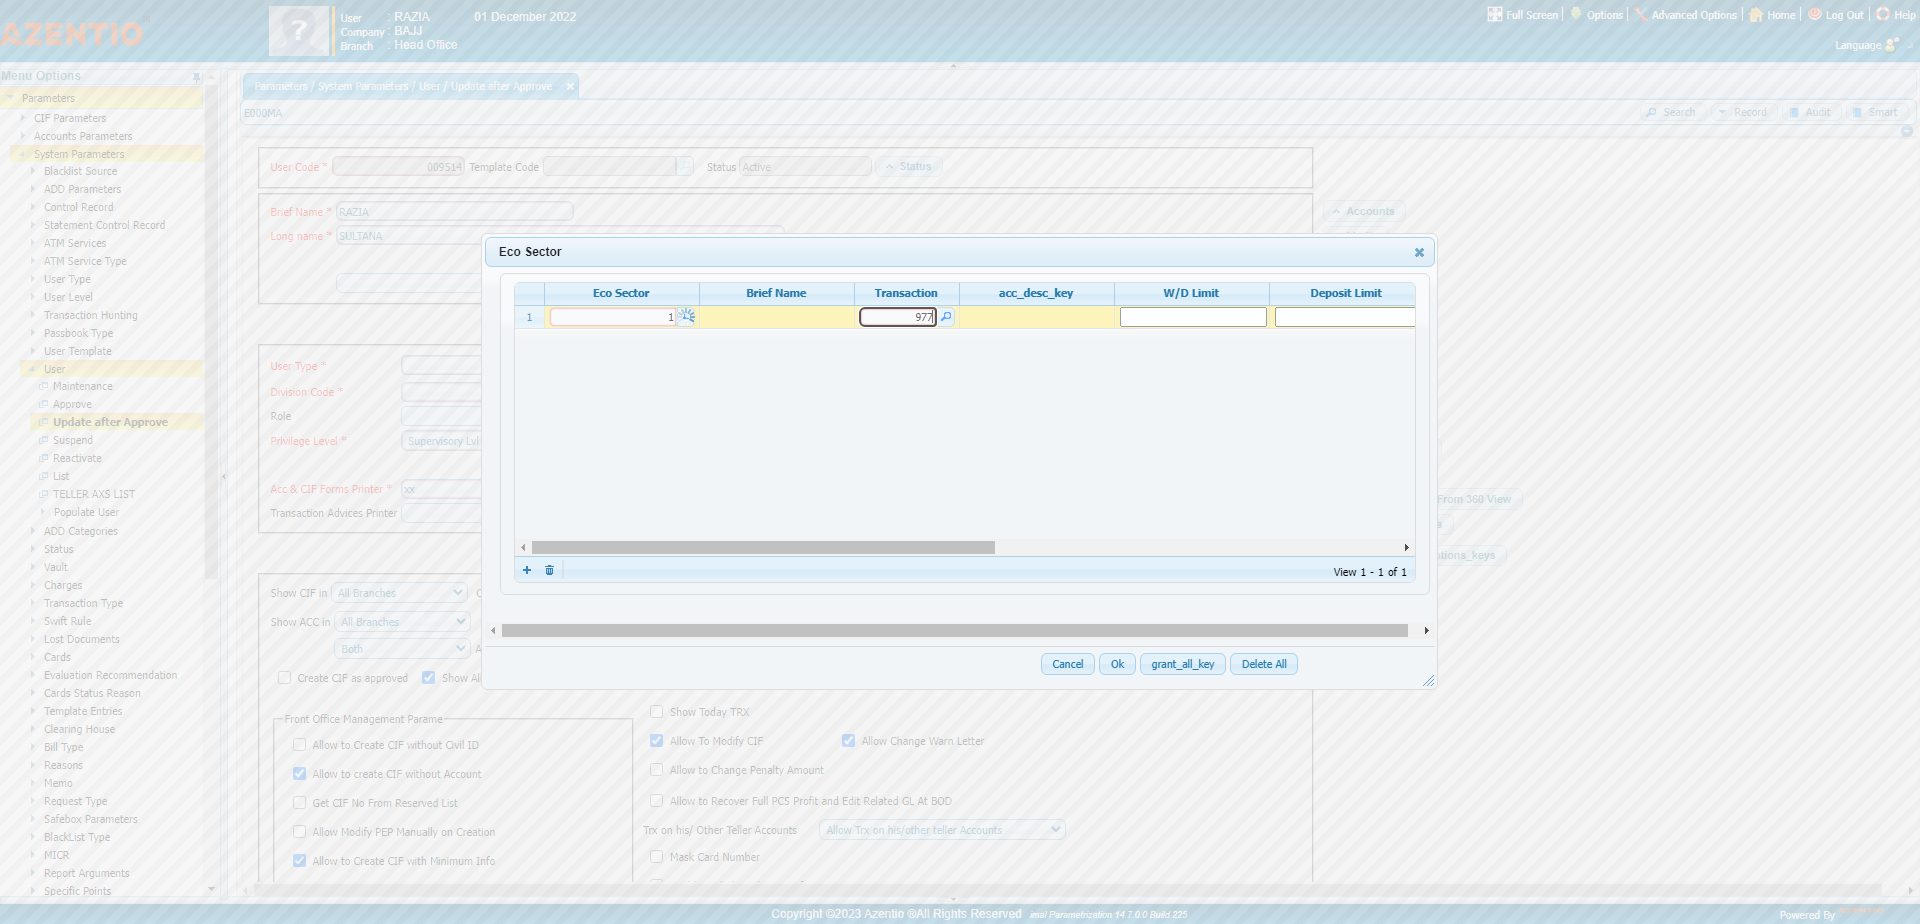 AZENTIO
User : RAZIA 01 December 2022
Company : BAJJ
Branch : Head Office
Full Screen Options Advanced Options Home Log Out Help
Language
Menu Options
Parameters
CIF Parameters
Accounts Parameters
System Parameters
Blacklist Source
ADD Parameters
Control Record
Statement Control Record
ATM Services
ATM Service Type
User Type
User Level
Transaction Hunting
Passbook Type
User Template
User
Maintenance
Approve
Update after Approve
Suspend
Reactivate
List
TELLER AXS LIST
Populate User
ADD Categories
Status
Vault
Charges
Transaction Type
Swift Rule
Lost Documents
Cards
Evaluation Recommendation
Cards Status Reason
Template Entries
Clearing House
Bill Type
Reasons
Memo
Request Type
Safebox Parameters
BlackList Type
MICR
Report Arguments
Specific Points
Parameters / System Parameters / User / Update after Approve
E000MA
Search Record Audit Smart
User Code * 009514 Template Code Status Active Status
Brief Name * RAZIA
Accounts
Long name * SULTANA
User Type *
Division Code *
Role
Privilege Level * Supervisory Lvl
Acc & CIF Forms Printer * xx
Transaction Advices Printer
From 360 View
Eco Sector
Eco Sector Brief Name Transaction acc_desc_key W/D Limit Deposit Limit
1 1 977
View 1 - 1 of 1
Cancel Ok grant_all_key Delete All
Show CIF in All Branches
Show ACC in All Branches
Both
Create CIF as approved
Front Office Management Parame
Allow to Create CIF without Civil ID
Allow to create CIF without Account
Get CIF No From Reserved List
Allow Modify PEP Manually on Creation
Allow to Create CIF with Minimum Info
Show Today TRX
Allow To Modify CIF Allow Change Warn Letter
Allow to Change Penalty Amount
Allow to Recover Full PCS Profit and Edit Related GL At BOD
Trx on his/ Other Teller Accounts Allow Trx on his/other teller Accounts
Mask Card Number
Copyright ©2023 Azentio ®All Rights Reserved imal Parametrization 14.7.0.0 Build 225
Powered By